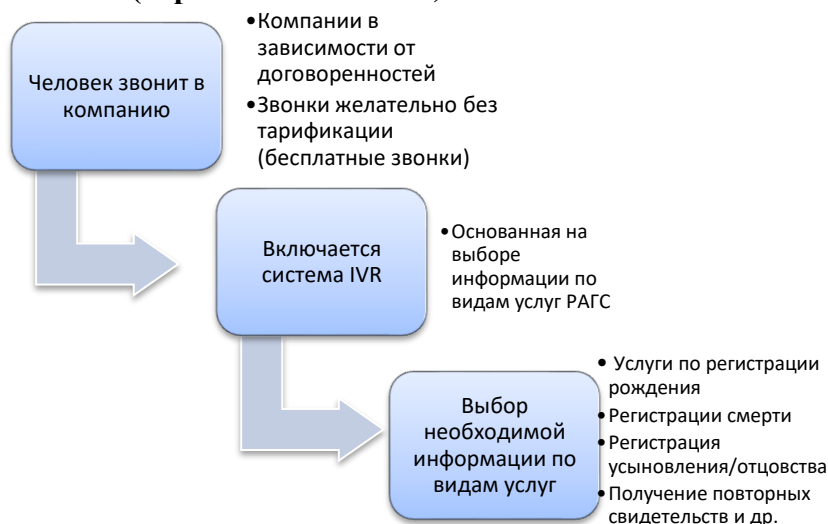 Человек звонит в
компанию
•Компании в
зависимости от
договоренностей
•Звонки желательно без
тарификации
(бесплатные звонки)
Включается
система IVR
•Основанная на
выборе
информации по
видам услуг РАГС
Выбор
необходимой
информации по
видам услуг
• Услуги по регистрации
рождения
•Регистрации смерти
•Регистрация
усыновления/отцовства
•Получение повторных
свидетельств и др.